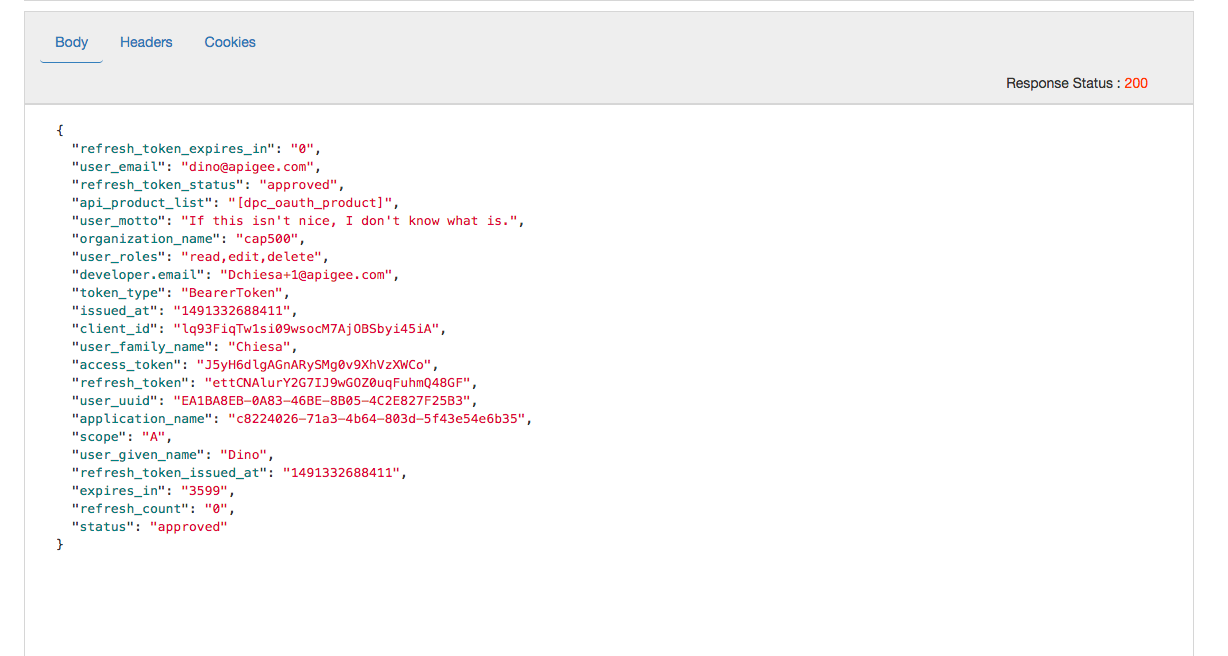 Body Headers Cookies
Response Status : 200
{
"refresh_token_expires_in": "0",
"user_email": "dino@apigee.com",
"refresh_token_status": "approved",
"api_product_list": "[dpc_oauth_product]",
"user_motto": "If this isn't nice, I don't know what is.",
"organization_name": "cap500",
"user_roles": "read,edit,delete",
"developer.email": "Dchiesa+1@apigee.com",
"token_type": "BearerToken",
"issued_at": "1491332688411",
"client_id": "lq93FiqTw1si09wsocM7AjOBSbyi45iA",
"user_family_name": "Chiesa",
"access_token": "J5yH6dlgAGnARySMg0v9XhVzXWCo",
"refresh_token": "ettCNAlurY2G7IJ9wGOZ0uqFuhmQ48GF",
"user_uuid": "EA1BA8EB-0A83-46BE-8B05-4C2E827F25B3",
"application_name": "c8224026-71a3-4b64-803d-5f43e54e6b35",
"scope": "A",
"user_given_name": "Dino",
"refresh_token_issued_at": "1491332688411",
"expires_in": "3599",
"refresh_count": "0",
"status": "approved"
}